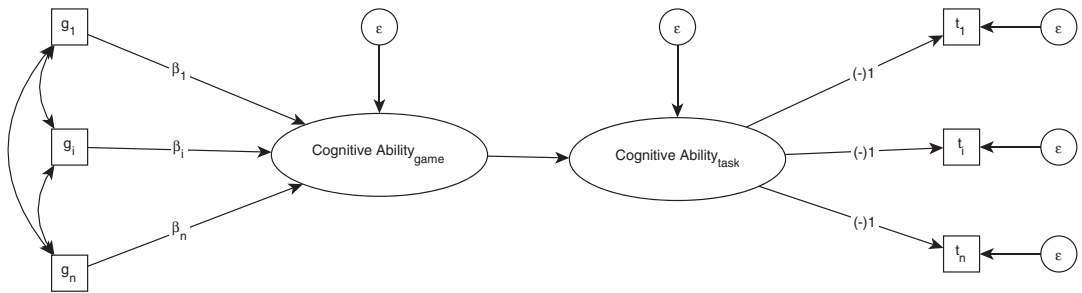 g1
ε
ε
t1
ε
β1
(-)1
gi
βi
Cognitive Abilitygame
Cognitive Abilitytask
(-)1
ti
ε
βn
(-)1
gn
tn
ε